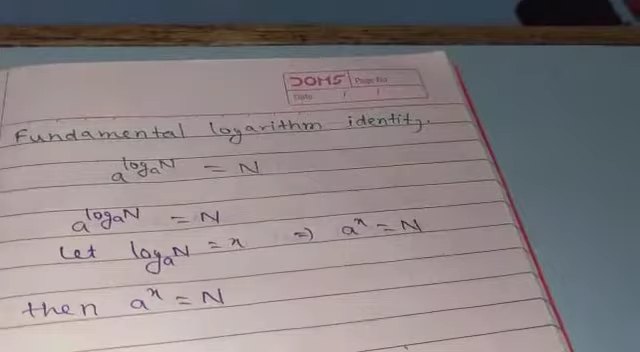 DOMS Page No
Date / /
Fundamental logarithm identity.
a^log_a N = N
a^log_a N = N
Let log_a N = x ⇒ a^x = N
then a^x = N